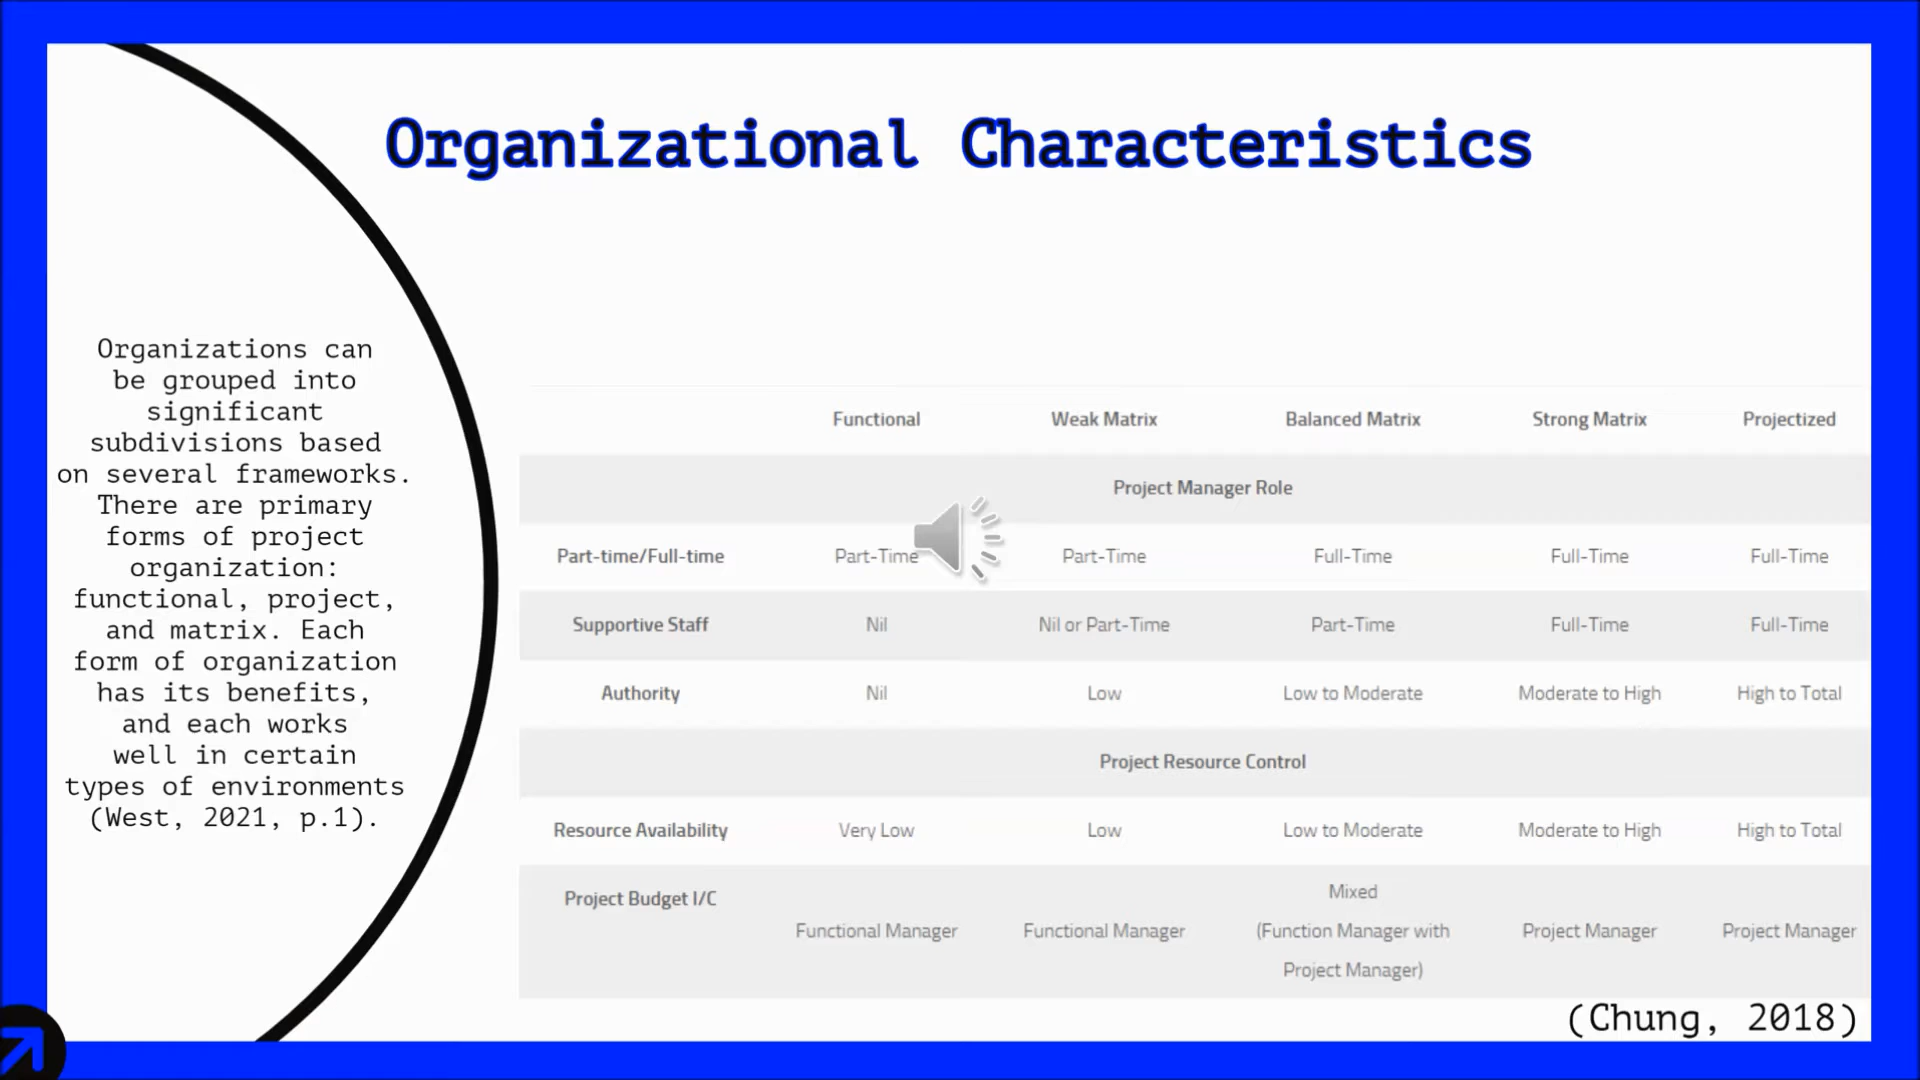 Organizational Characteristics
Organizations can
be grouped into
significant
subdivisions based
on several frameworks.
There are primary
forms of project
organization:
functional, project,
and matrix. Each
form of organization
has its benefits,
and each works
well in certain
types of environments
(West, 2021, p.1).
Functional Weak Matrix Balanced Matrix Strong Matrix Projectized
Project Manager Role
Part-time/Full-time Part-Time Part-Time Full-Time Full-Time Full-Time
Supportive Staff Nil Nil or Part-Time Part-Time Full-Time Full-Time
Authority Nil Low Low to Moderate Moderate to High High to Total
Project Resource Control
Resource Availability Very Low Low Low to Moderate Moderate to High High to Total
Project Budget I/C Functional Manager Functional Manager Mixed
(Function Manager with
Project Manager) Project Manager Project Manager
(Chung, 2018)